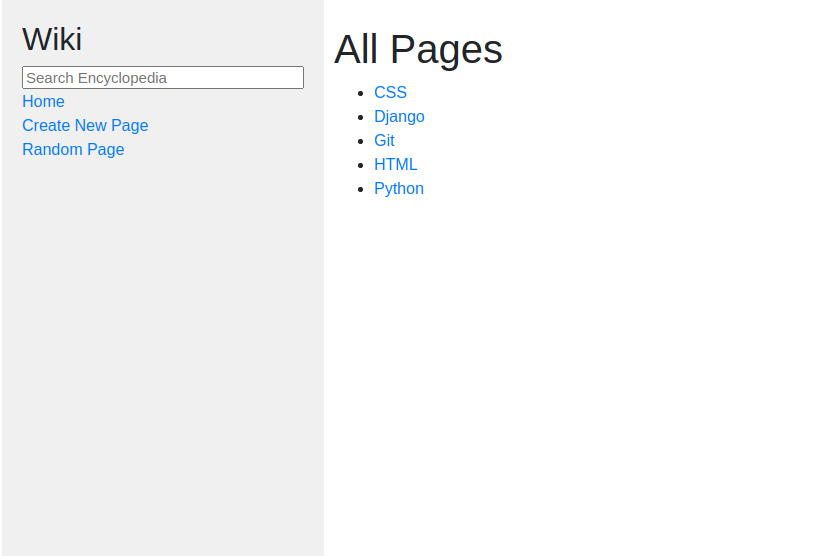 Wiki
Search Encyclopedia
Home
Create New Page
Random Page
All Pages
CSS
Django
Git
HTML
Python